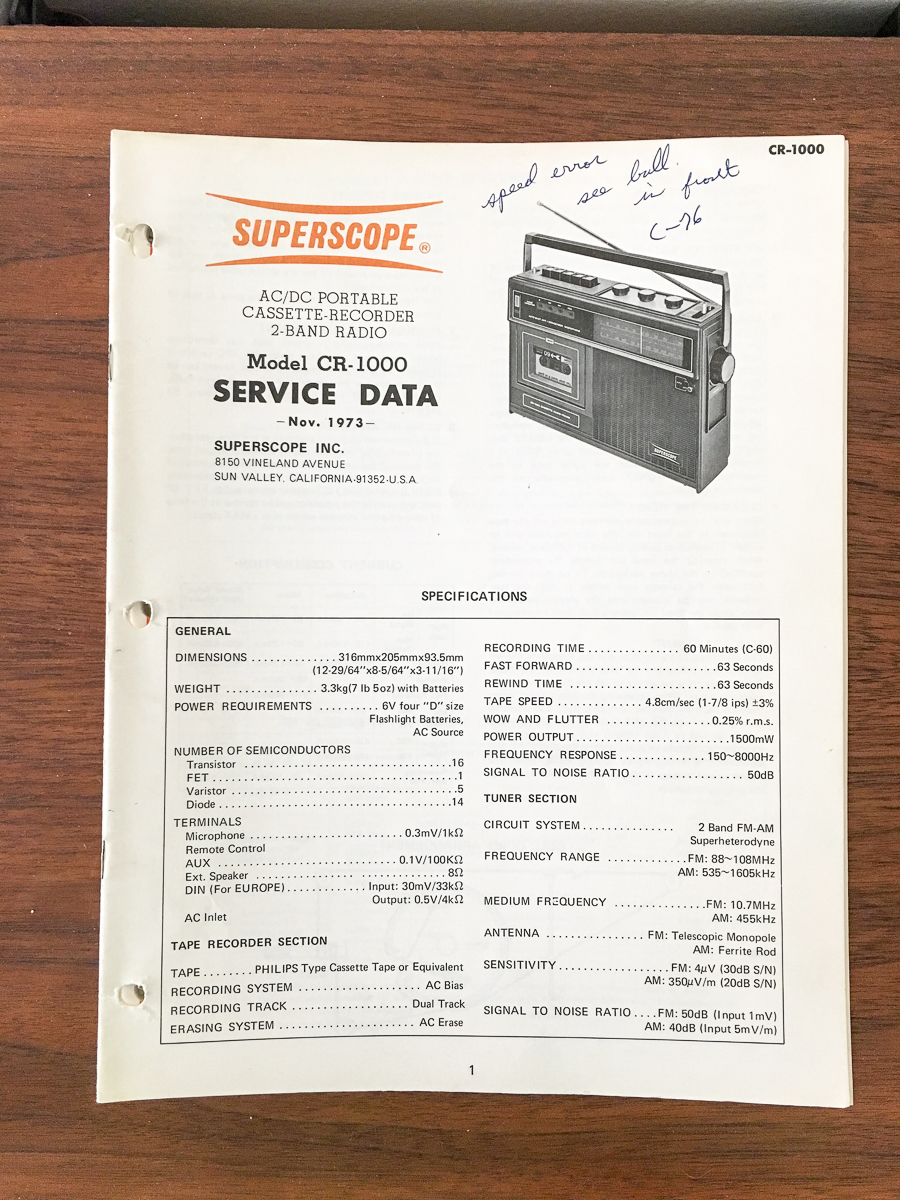 CR-1000
speed error
see bull.
in front
C-76
SUPERSCOPE®
AC/DC PORTABLE
CASSETTE-RECORDER
2-BAND RADIO
Model CR-1000
SERVICE DATA
–Nov. 1973–
SUPERSCOPE INC.
8150 VINELAND AVENUE
SUN VALLEY, CALIFORNIA·91352·U.S.A.
SUPERSCOPE
SPECIFICATIONS
GENERAL
DIMENSIONS .............. 316mmx205mmx93.5mm
(12-29/64''x8-5/64''x3-11/16'')
WEIGHT ............... 3.3kg(7 lb 5oz) with Batteries
POWER REQUIREMENTS .......... 6V four "D" size
Flashlight Batteries,
AC Source
NUMBER OF SEMICONDUCTORS
Transistor .................................16
FET .......................................1
Varistor ....................................5
Diode .....................................14
TERMINALS
Microphone ........................ 0.3mV/1kΩ
Remote Control
AUX ............................ 0.1V/100KΩ
Ext. Speaker ............... .............. 8Ω
DIN (For EUROPE) ............. Input: 30mV/33kΩ
Output: 0.5V/4kΩ
AC Inlet
TAPE RECORDER SECTION
TAPE ........ PHILIPS Type Cassette Tape or Equivalent
RECORDING SYSTEM .................... AC Bias
RECORDING TRACK ................... Dual Track
ERASING SYSTEM ...................... AC Erase
RECORDING TIME ............... 60 Minutes (C-60)
FAST FORWARD .......................63 Seconds
REWIND TIME ........................63 Seconds
TAPE SPEED .............. 4.8cm/sec (1-7/8 ips) ±3%
WOW AND FLUTTER .................0.25% r.m.s.
POWER OUTPUT .........................1500mW
FREQUENCY RESPONSE .............. 150~8000Hz
SIGNAL TO NOISE RATIO .................. 50dB
TUNER SECTION
CIRCUIT SYSTEM ............... 2 Band FM-AM
Superheterodyne
FREQUENCY RANGE .............FM: 88~108MHz
AM: 535~1605kHz
MEDIUM FREQUENCY ...............FM: 10.7MHz
AM: 455kHz
ANTENNA ................ FM: Telescopic Monopole
AM: Ferrite Rod
SENSITIVITY ..................FM: 4μV (30dB S/N)
AM: 350μV/m (20dB S/N)
SIGNAL TO NOISE RATIO ....FM: 50dB (Input 1mV)
AM: 40dB (Input 5mV/m)
1